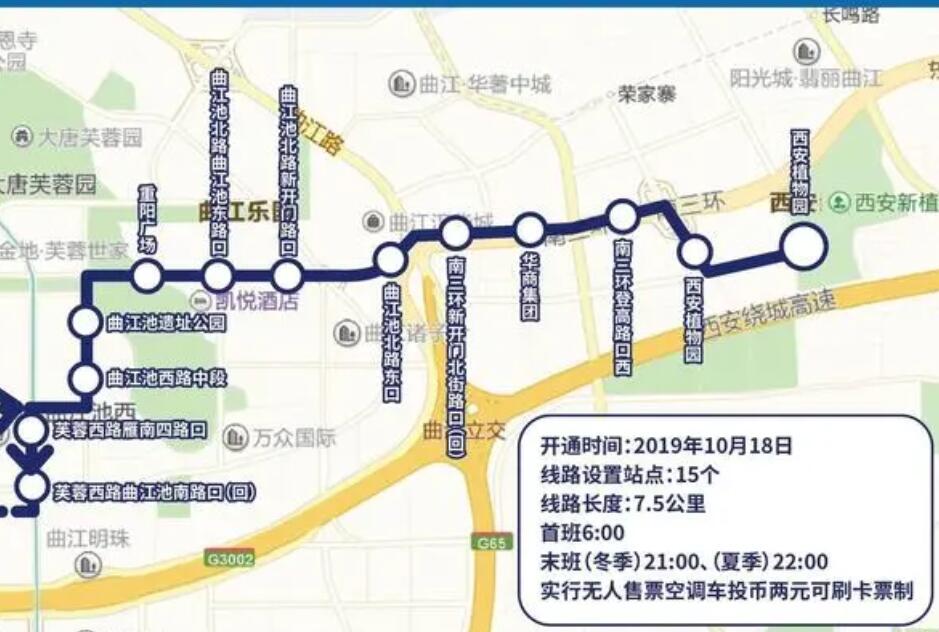 长鸣路
恩寺
公园
曲江·华著中城
阳光城·翡丽曲江
荣家寨
大唐芙蓉园
曲江池北路曲江池东路口
曲江池北路新开门路口
曲江路
西安植物园
大唐芙蓉园
重阳广场
曲江乐园
西安新植
金地·芙蓉世家
南三环
凯悦酒店
曲江池北路东口
南三环新开门北街路口(回)
华商集团
南三环登高路口西
西安植物园
西安绕城高速
曲江池遗址公园
曲江池西路中段
芙蓉西路雁南四路口
万众国际
曲江立交
芙蓉西路曲江池南路口(回)
曲江明珠
G3002
G65
开通时间:2019年10月18日
线路设置站点:15个
线路长度:7.5公里
首班6:00
末班(冬季)21:00、(夏季)22:00
实行无人售票空调车投币两元可刷卡票制